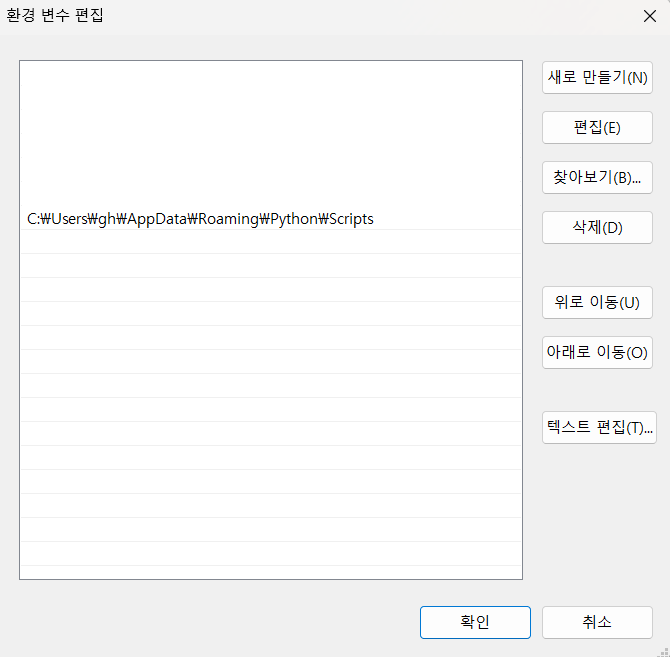 환경 변수 편집
새로 만들기(N)
편집(E)
찾아보기(B)...
C:₩Users₩gh₩AppData₩Roaming₩Python₩Scripts
삭제(D)
위로 이동(U)
아래로 이동(O)
텍스트 편집(T)...
확인
취소